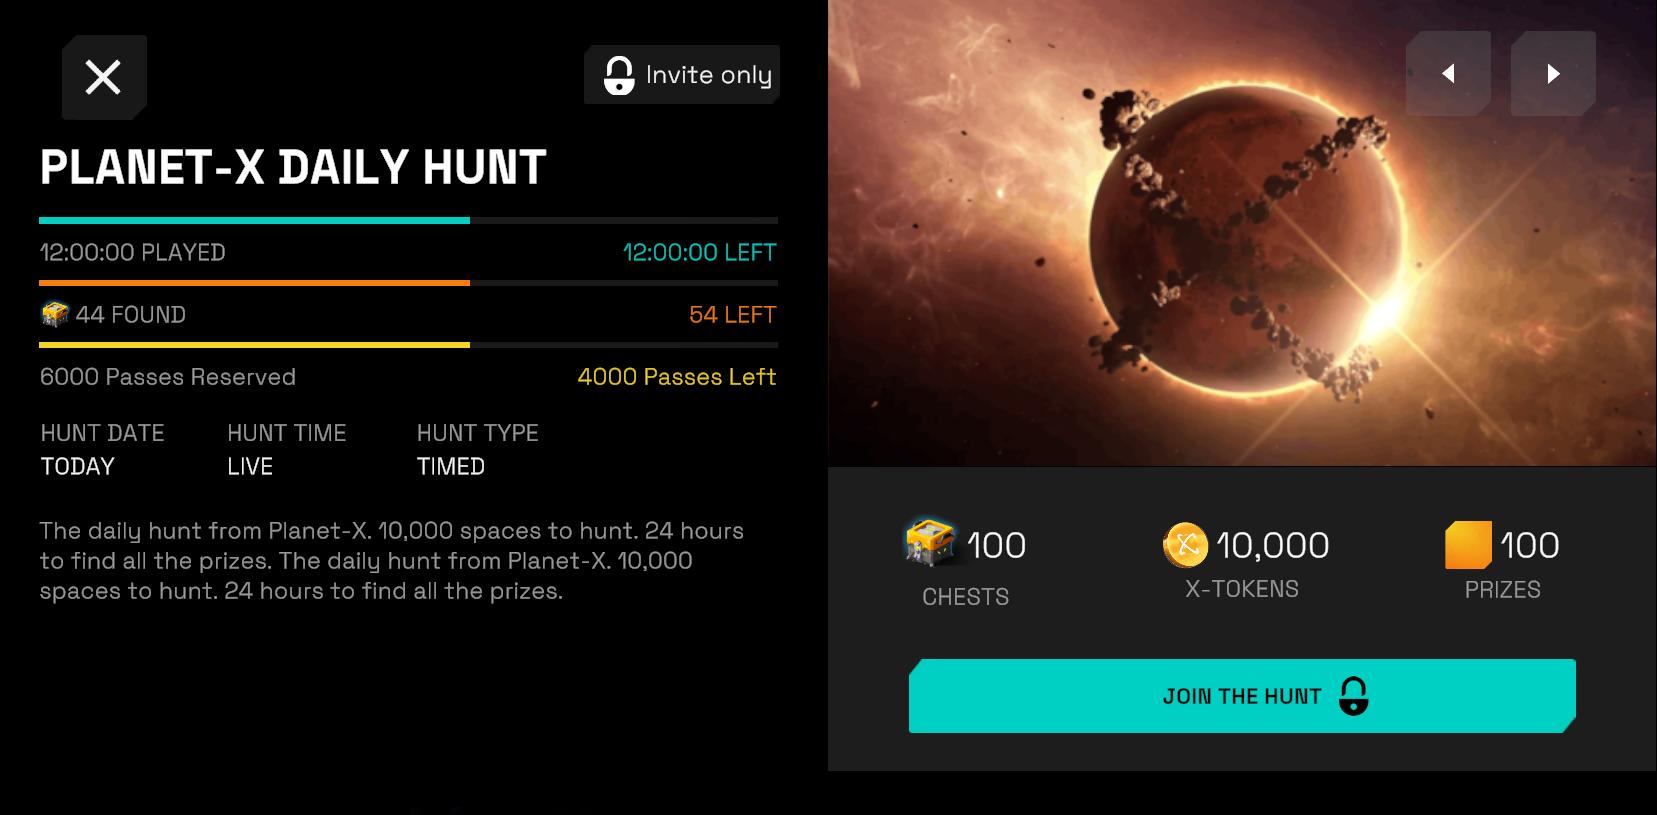 Invite only
PLANET-X DAILY HUNT
12:00:00 PLAYED
12:00:00 LEFT
44 FOUND
54 LEFT
6000 Passes Reserved
4000 Passes Left
HUNT DATE
HUNT TIME
HUNT TYPE
TODAY
LIVE
TIMED
The daily hunt from Planet-X. 10,000 spaces to hunt. 24 hours
to find all the prizes. The daily hunt from Planet-X. 10,000
spaces to hunt. 24 hours to find all the prizes.
100
CHESTS
10,000
X-TOKENS
100
PRIZES
JOIN THE HUNT